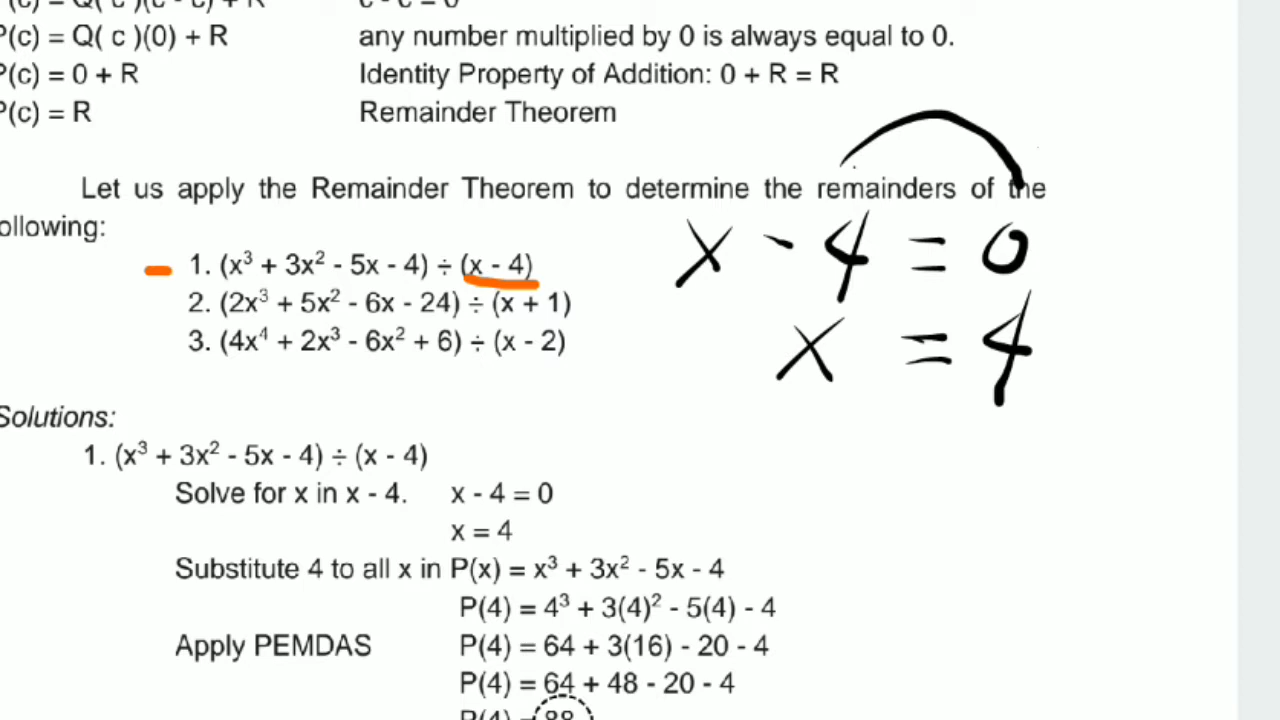 P(c) = Q( c )(c - c) + R c - c = 0
P(c) = Q( c )(0) + R any number multiplied by 0 is always equal to 0.
P(c) = 0 + R Identity Property of Addition: 0 + R = R
P(c) = R Remainder Theorem
Let us apply the Remainder Theorem to determine the remainders of the
ollowing:
1. (x³ + 3x² - 5x - 4) ÷ (x - 4)
2. (2x³ + 5x² - 6x - 24) ÷ (x + 1)
3. (4x⁴ + 2x³ - 6x² + 6) ÷ (x - 2)
x - 4 = 0
x = 4
Solutions:
1. (x³ + 3x² - 5x - 4) ÷ (x - 4)
Solve for x in x - 4. x - 4 = 0
x = 4
Substitute 4 to all x in P(x) = x³ + 3x² - 5x - 4
P(4) = 4³ + 3(4)² - 5(4) - 4
Apply PEMDAS P(4) = 64 + 3(16) - 20 - 4
P(4) = 64 + 48 - 20 - 4
P(4) = 88